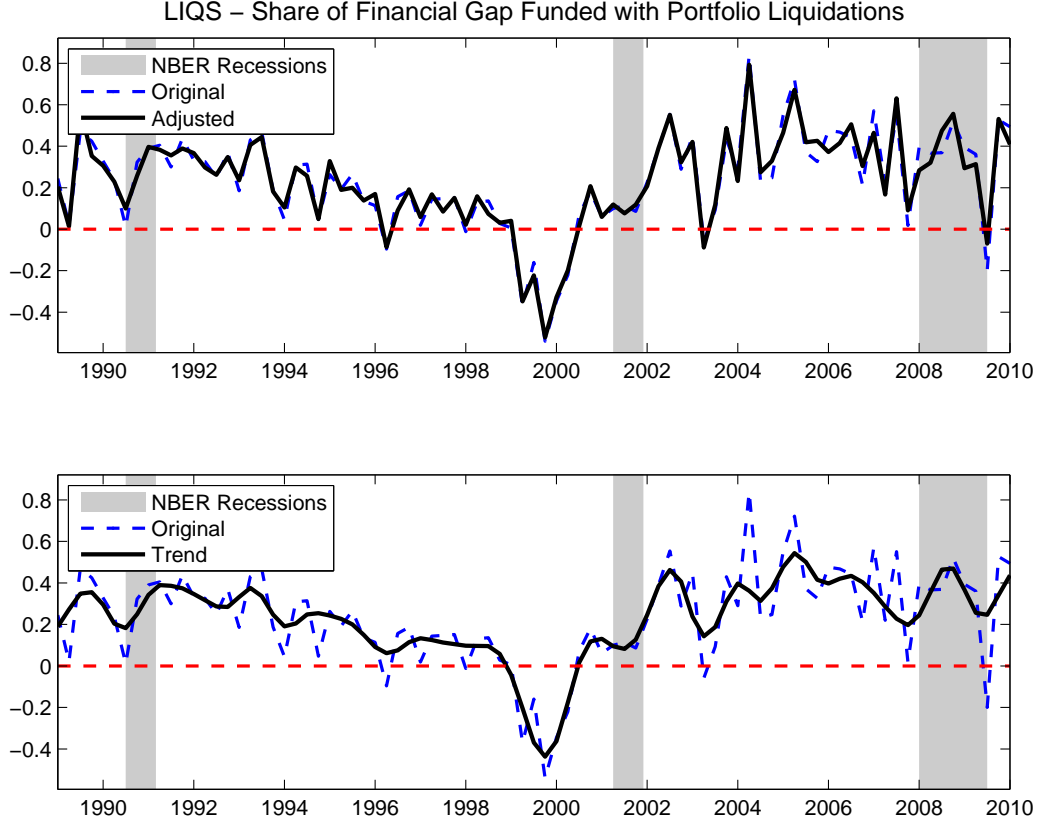 LIQS − Share of Financial Gap Funded with Portfolio Liquidations
NBER Recessions
Original
Adjusted
0.8
0.6
0.4
0.2
0
−0.2
−0.4
1990 1992 1994 1996 1998 2000 2002 2004 2006 2008 2010
NBER Recessions
Original
Trend
0.8
0.6
0.4
0.2
0
−0.2
−0.4
1990 1992 1994 1996 1998 2000 2002 2004 2006 2008 2010